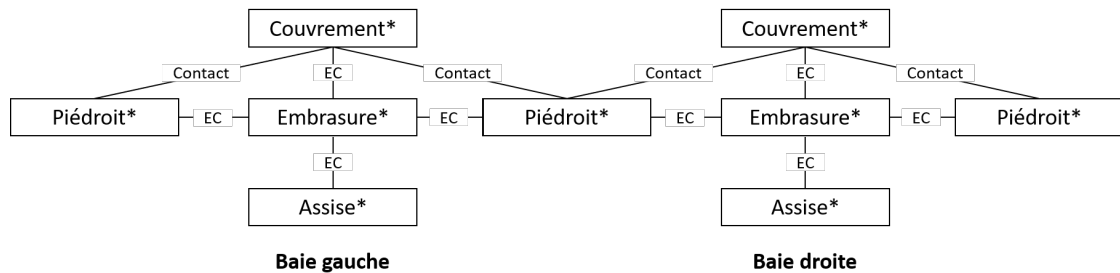 Couvrement* Couvrement*
Contact EC Contact Contact EC Contact
Piédroit* EC Embrasure* EC Piédroit* EC Embrasure* EC Piédroit*
EC EC
Assise* Assise*
Baie gauche Baie droite